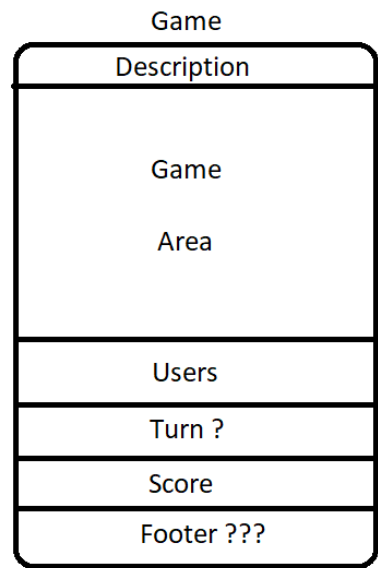 Game
Description
Game
Area
Users
Turn ?
Score
Footer ???